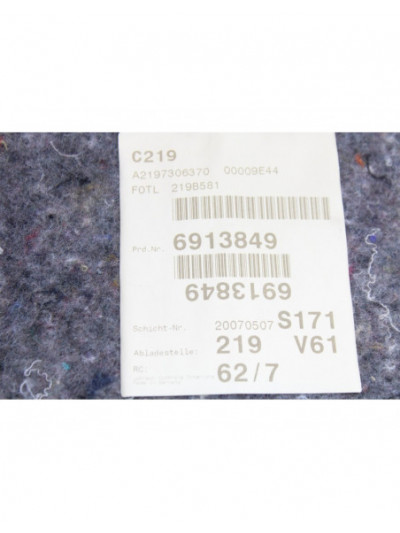 C219
A2197306370 00009E44
FOTL 2198581
Prd.Nr. 6913849
6913849
Schicht-Nr. 20070507 S171
Abladestelle: 219 V61
RC 62/7